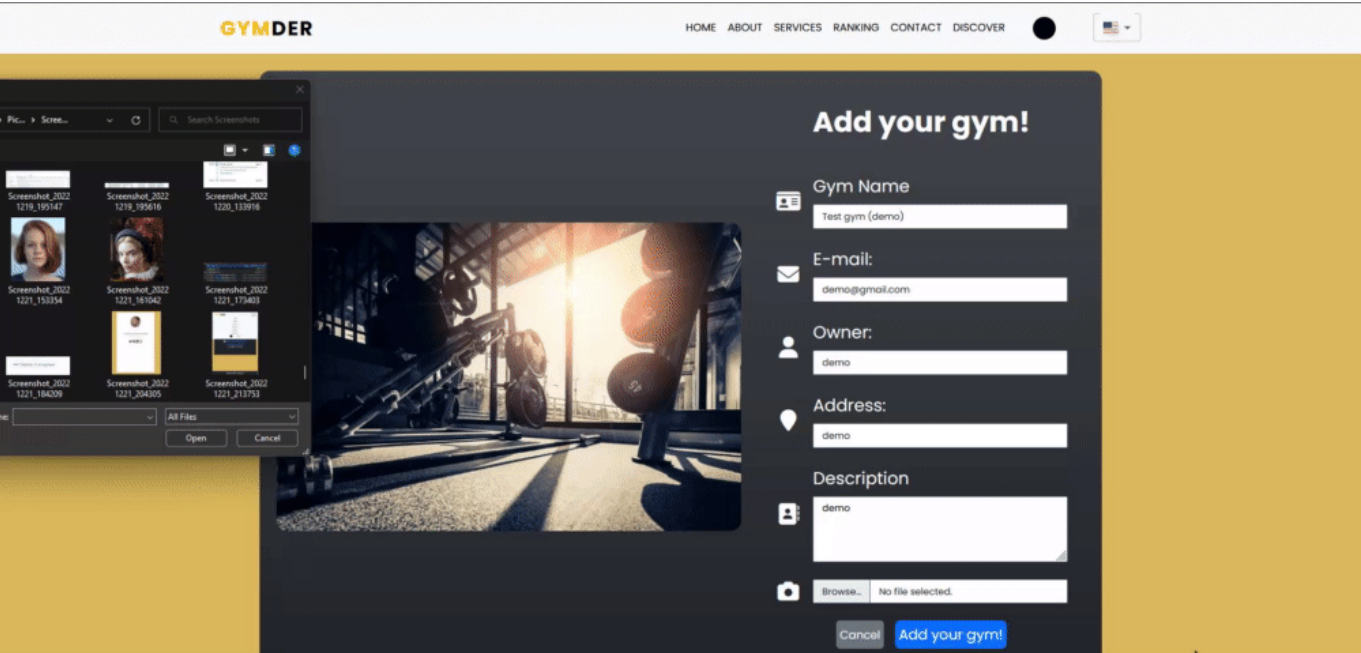 GYMDER
HOME ABOUT SERVICES RANKING CONTACT DISCOVER
Pic... > Scree...
Search Screenshots
Screenshot_2022
1219_195147
Screenshot_2022
1219_195616
Screenshot_2022
1220_133916
Screenshot_2022
1221_153354
Screenshot_2022
1221_161042
Screenshot_2022
1221_173403
Screenshot_2022
1221_184209
Screenshot_2022
1221_204305
Screenshot_2022
1221_213753
All Files
Open
Cancel
Add your gym!
Gym Name
Test gym (demo)
E-mail:
demo@gmail.com
Owner:
demo
Address:
demo
Description
demo
Browse... No file selected.
Cancel
Add your gym!